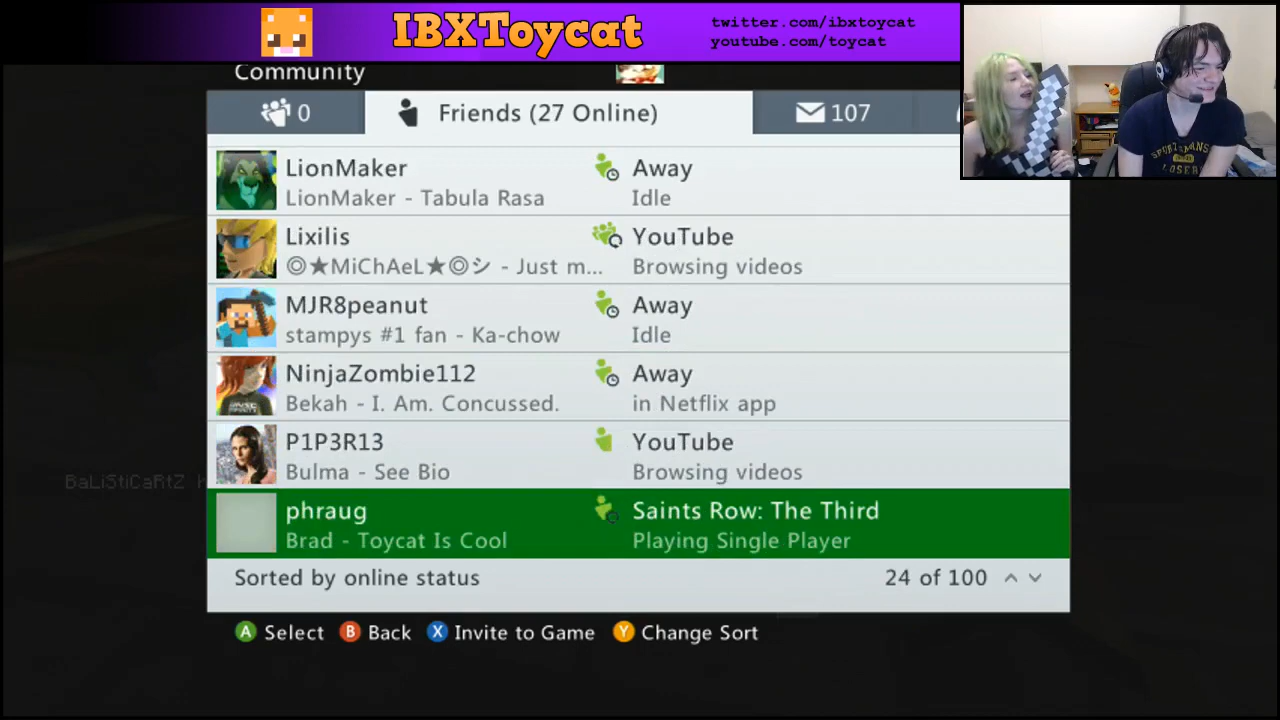 IBXToycat
twitter.com/ibxtoycat
youtube.com/toycat
Community
0
Friends (27 Online)
107
LionMaker
Away
LionMaker - Tabula Rasa
Idle
Lixilis
YouTube
◎★MiChAeL★◎シ - Just m...
Browsing videos
MJR8peanut
Away
stampys #1 fan - Ka-chow
Idle
NinjaZombie112
Away
Bekah - I. Am. Concussed.
in Netflix app
P1P3R13
YouTube
Bulma - See Bio
Browsing videos
BaLiStiCaRtZ
phraug
Saints Row: The Third
Brad - Toycat Is Cool
Playing Single Player
Sorted by online status
24 of 100
A Select B Back X Invite to Game Y Change Sort